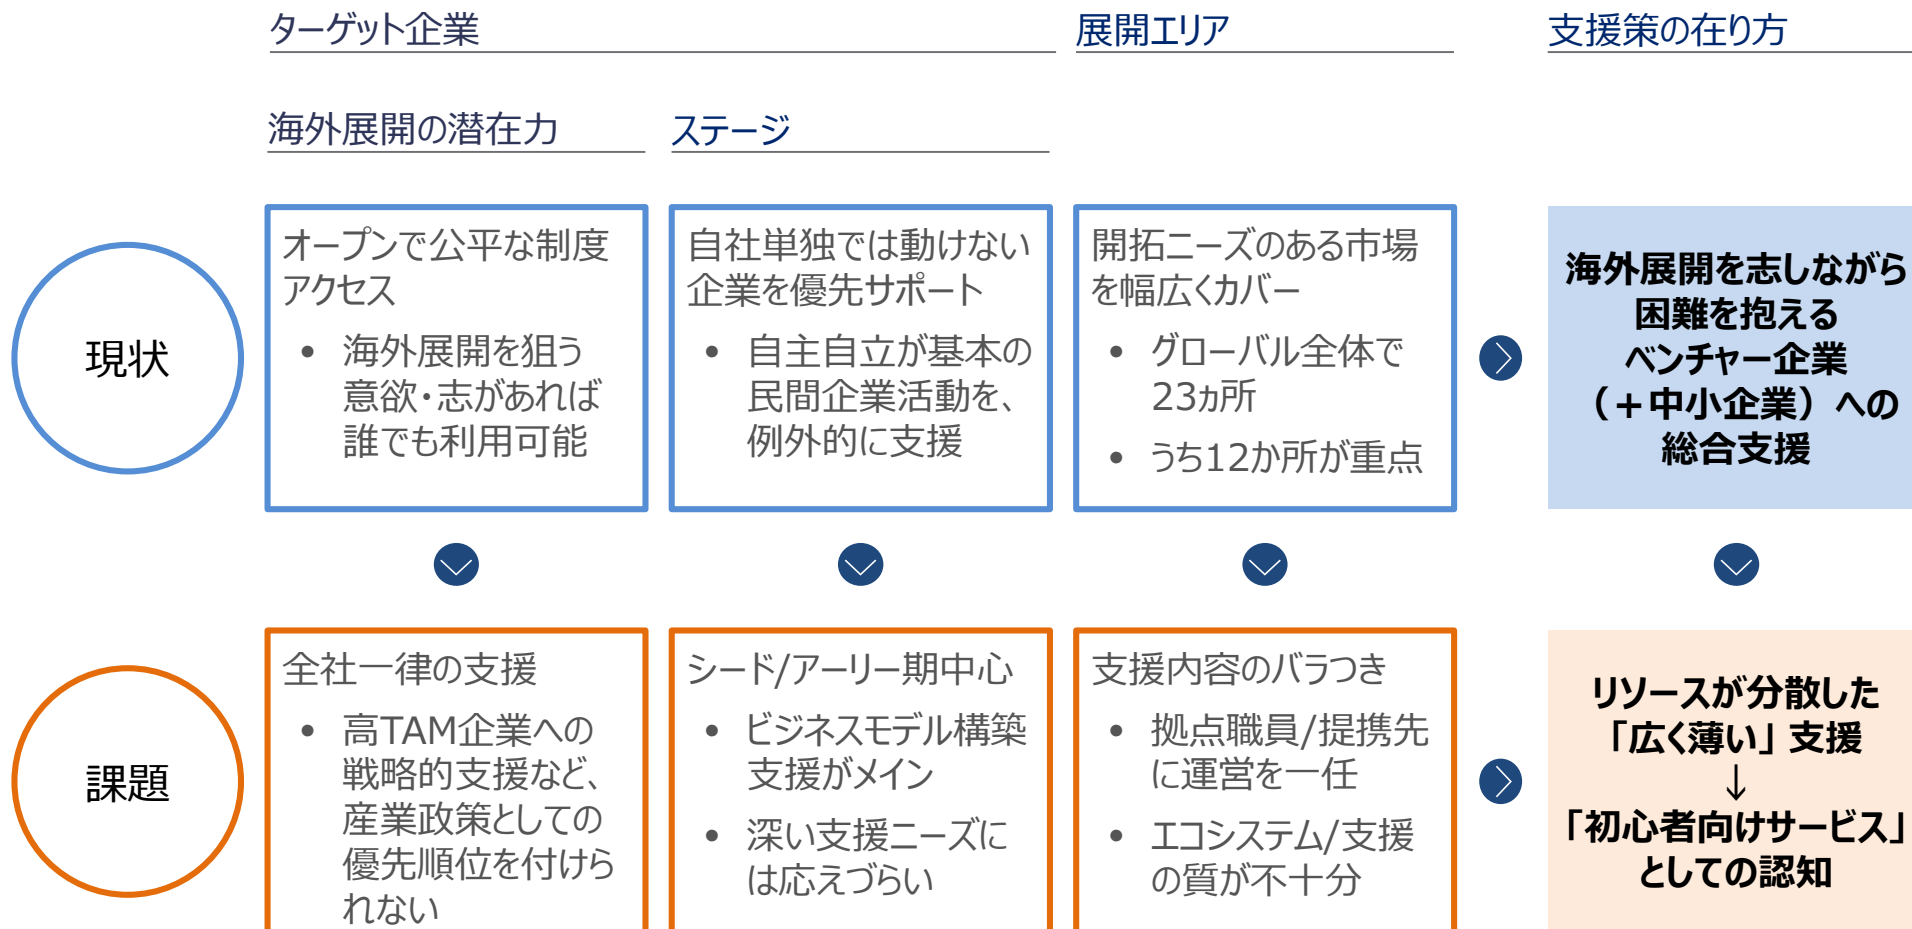 ターゲット企業
展開エリア
支援策の在り方
海外展開の潜在力
ステージ
現状
オープンで公平な制度
アクセス
• 海外展開を狙う
意欲・志があれば
誰でも利用可能
自社単独では動けない
企業を優先サポート
• 自主自立が基本の
民間企業活動を、
例外的に支援
開拓ニーズのある市場
を幅広くカバー
• グローバル全体で
23ヵ所
• うち12か所が重点
海外展開を志しながら
困難を抱える
ベンチャー企業
（＋中小企業）への
総合支援
課題
全社一律の支援
• 高TAM企業への
戦略的支援など、
産業政策としての
優先順位を付けら
れない
シード/アーリー期中心
• ビジネスモデル構築
支援がメイン
• 深い支援ニーズに
は応えづらい
支援内容のバラつき
• 拠点職員/提携先
に運営を一任
• エコシステム/支援
の質が不十分
リソースが分散した
「広く薄い」支援
↓
「初心者向けサービス」
としての認知